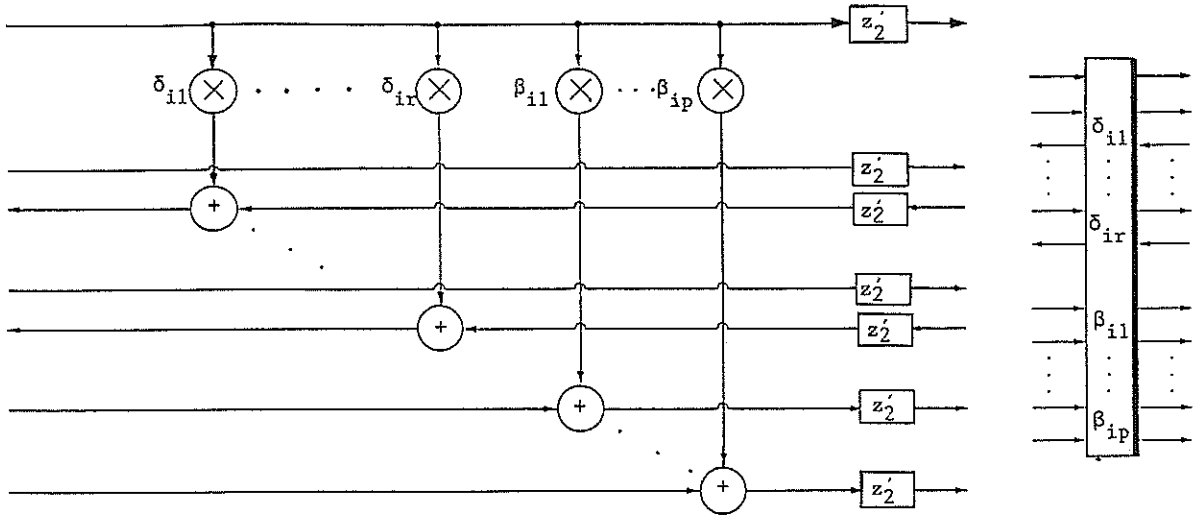 z₂′
δᵢ₁ × . . . . δᵢᵣ × βᵢ₁ × . . . βᵢₚ ×
z₂′
+ z₂′
z₂′
+ z₂′
+ z₂′
+ z₂′
δᵢ₁
δᵢᵣ
βᵢ₁
βᵢₚ